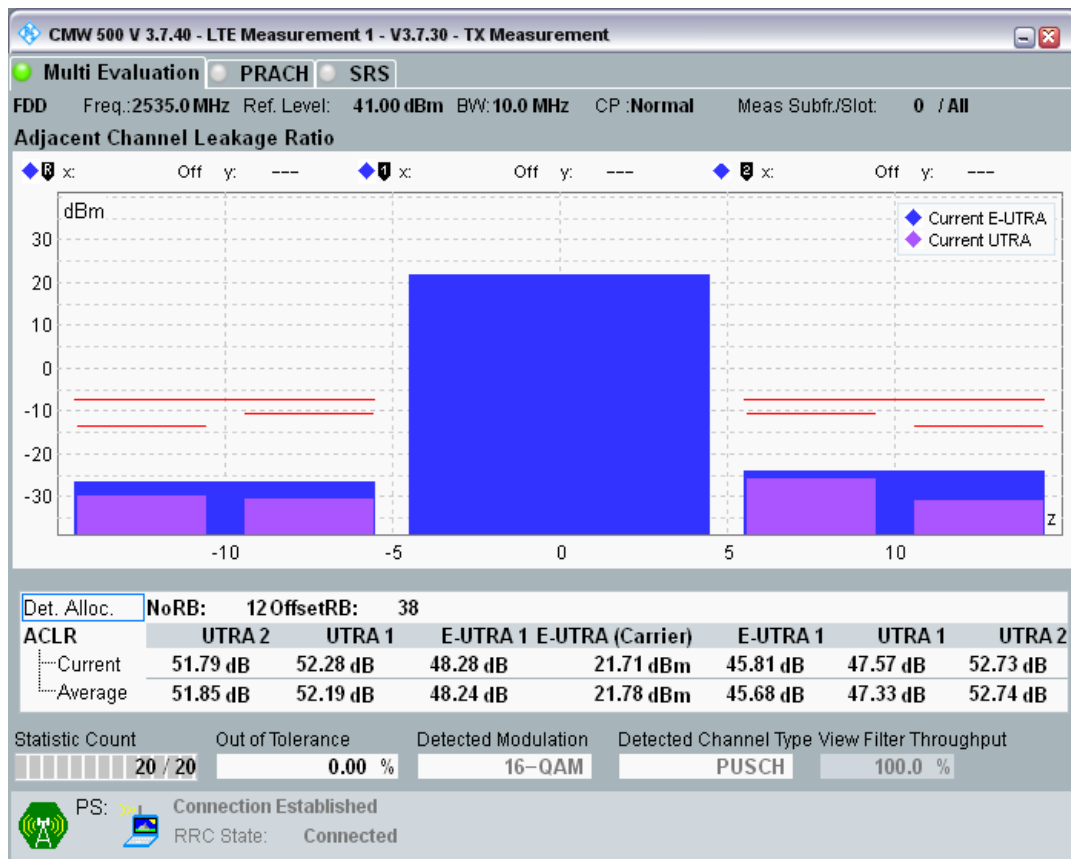 CMW 500 V 3.7.40 - LTE Measurement 1 - V3.7.30 - TX Measurement
Multi Evaluation PRACH SRS
FDD Freq.:2535.0 MHz Ref. Level: 41.00 dBm BW: 10.0 MHz CP :Normal Meas Subfr./Slot: 0 / All
Adjacent Channel Leakage Ratio
R x: Off y: --- 1 x: Off y: --- 2 x: Off y: ---
dBm
Current E-UTRA
Current UTRA
30
20
10
0
-10
-20
-30
z
-10 -5 0 5 10
Det. Alloc. NoRB: 12 OffsetRB: 38
ACLR UTRA 2 UTRA 1 E-UTRA 1 E-UTRA (Carrier) E-UTRA 1 UTRA 1 UTRA 2
Current 51.79 dB 52.28 dB 48.28 dB 21.71 dBm 45.81 dB 47.57 dB 52.73 dB
Average 51.85 dB 52.19 dB 48.24 dB 21.78 dBm 45.68 dB 47.33 dB 52.74 dB
Statistic Count Out of Tolerance Detected Modulation Detected Channel Type View Filter Throughput
20 / 20 0.00 % 16-QAM PUSCH 100.0 %
PS: Connection Established
RRC State: Connected